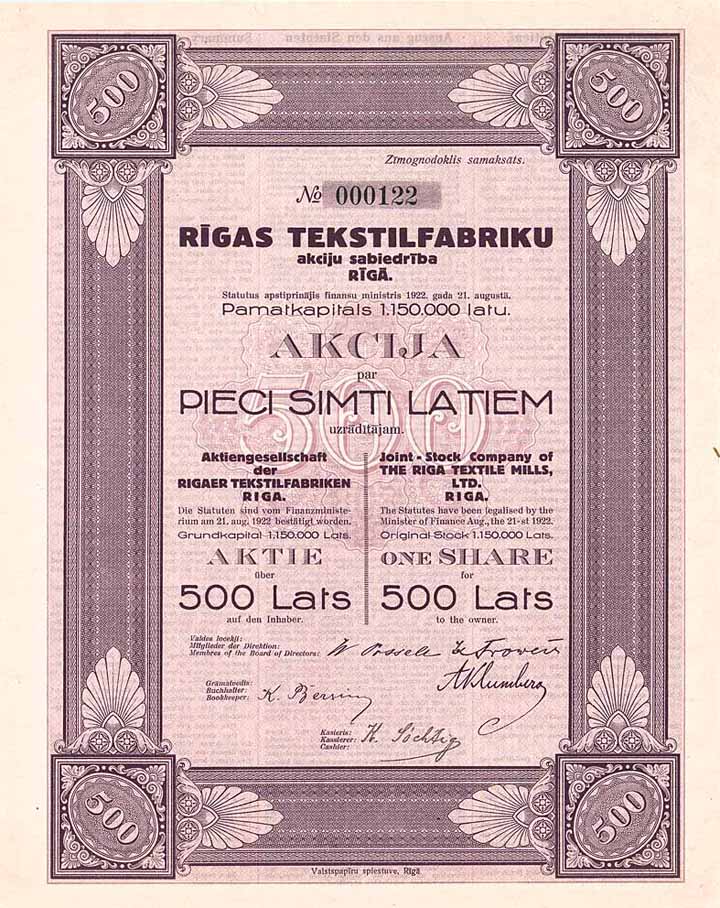 500
500
Zīmognodoklis samaksāts.
№ 000122
RĪGAS TEKSTILFABRIKU
akciju sabiedrība
RĪGĀ.
Statutus apstiprinājis finansu ministris 1922. gada 21. augustā.
Pamatkapitals 1.150.000 latu.
AKCIJA
par
500
PIECI SIMTI LATIEM
uzrādītājam.
Aktiengesellschaft
der
RIGAER TEKSTILFABRIKEN
RIGA.
Die Statuten sind vom Finanzministe-
rium am 21. aug. 1922 bestätigt worden.
Grundkapital 1.150.000 Lats.
AKTIE
über
500 Lats
auf den Inhaber.
Joint - Stock Company of
THE RIGA TEXTILE MILLS,
LTD.
RIGA.
The Statutes have been legalised by the
Minister of Finance Aug., the 21-st 1922.
Original Stock 1.150.000 Lats.
ONE SHARE
for
500 Lats
to the owner.
Valdes locekļi:
Mitglieder der Direktion:
Membres of the Board of Directors:
Grāmatvedis:
Buchhalter:
Bookkeeper:
K. Bersin
Kasieris:
Kassierer:
Cashier:
500
500
Valstspapīru spiestuve, Rīgā